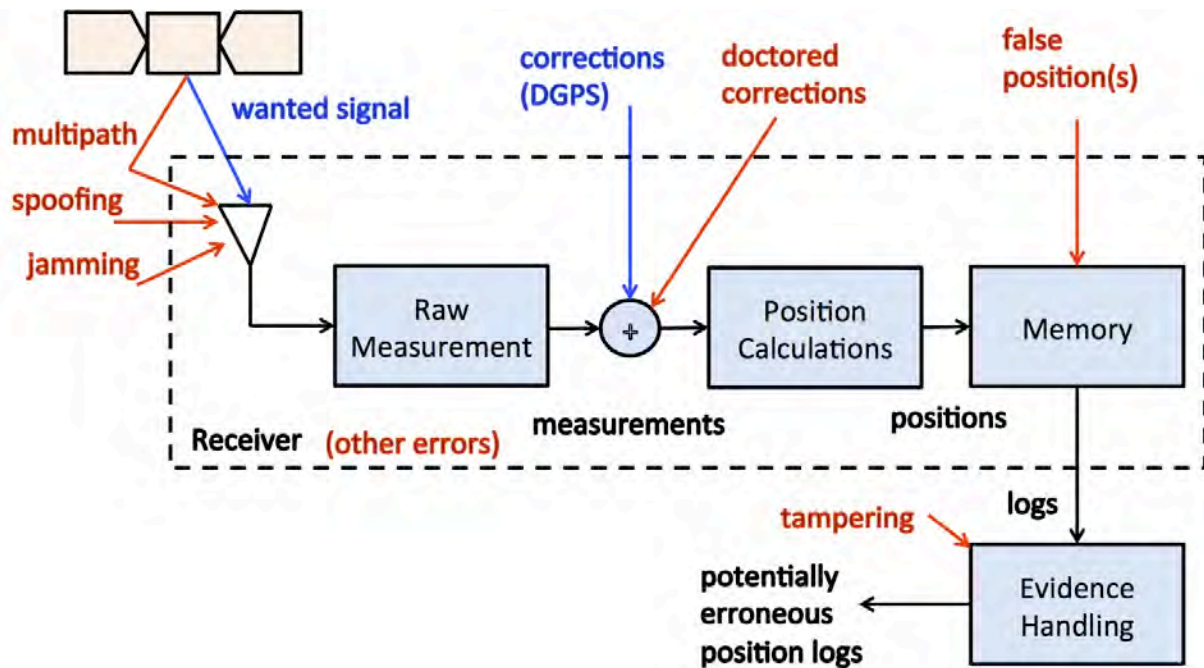 corrections
(DGPS)
doctored
corrections
false
position(s)
wanted signal
multipath
spoofing
jamming
Raw
Measurement
+
Position
Calculations
Memory
measurements
positions
Receiver (other errors)
logs
tampering
potentially
erroneous
position logs
Evidence
Handling